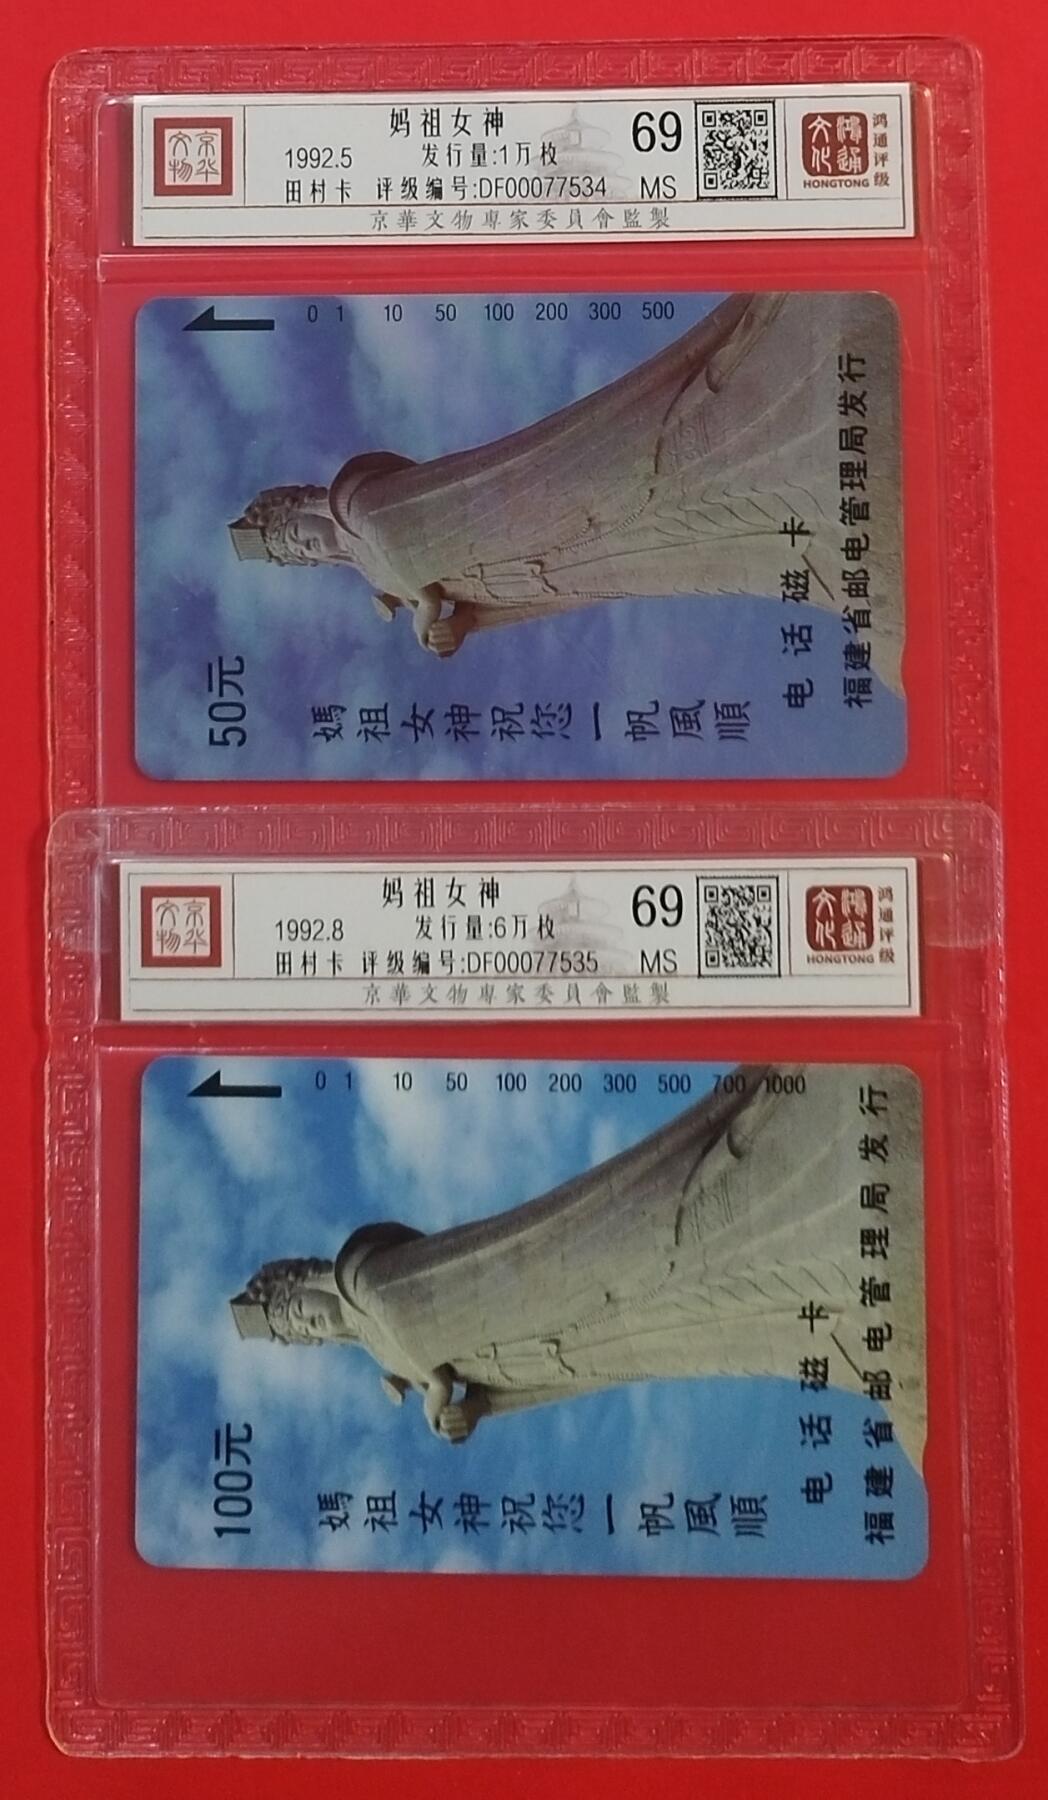 京华文物
妈祖女神
1992.5
发行量:1万枚
田村卡
评级编号:DF00077534
69
MS
京華文物專家委員會監製
鴻通文化
HONGTONG
鸿通评级
0 1 10 50 100 200 300 500
50元
媽祖女神祝您一帆風順
电话磁卡
福建省邮电管理局发行
京华文物
妈祖女神
1992.8
发行量:6万枚
田村卡
评级编号:DF00077535
69
MS
京華文物專家委員會監製
鴻通文化
HONGTONG
鸿通评级
0 1 10 50 100 200 300 500 700 1000
100元
媽祖女神祝您一帆風順
电话磁卡
福建省邮电管理局发行